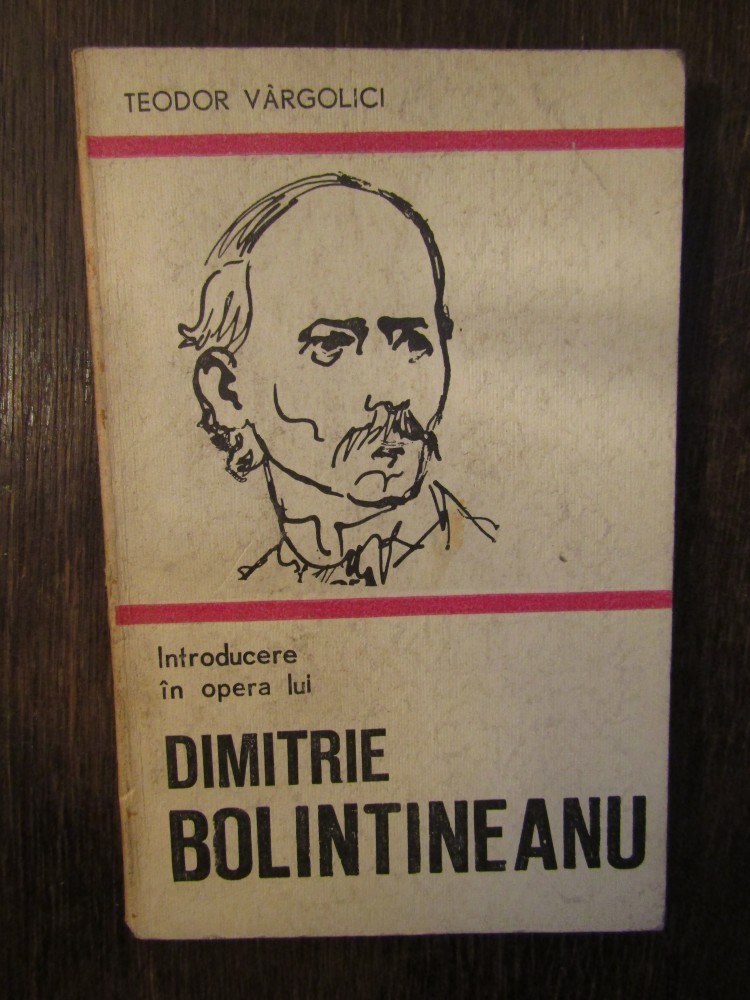 TEODOR VÂRGOLICI
Introducere
în opera lui
DIMITRIE
BOLINTINEANU